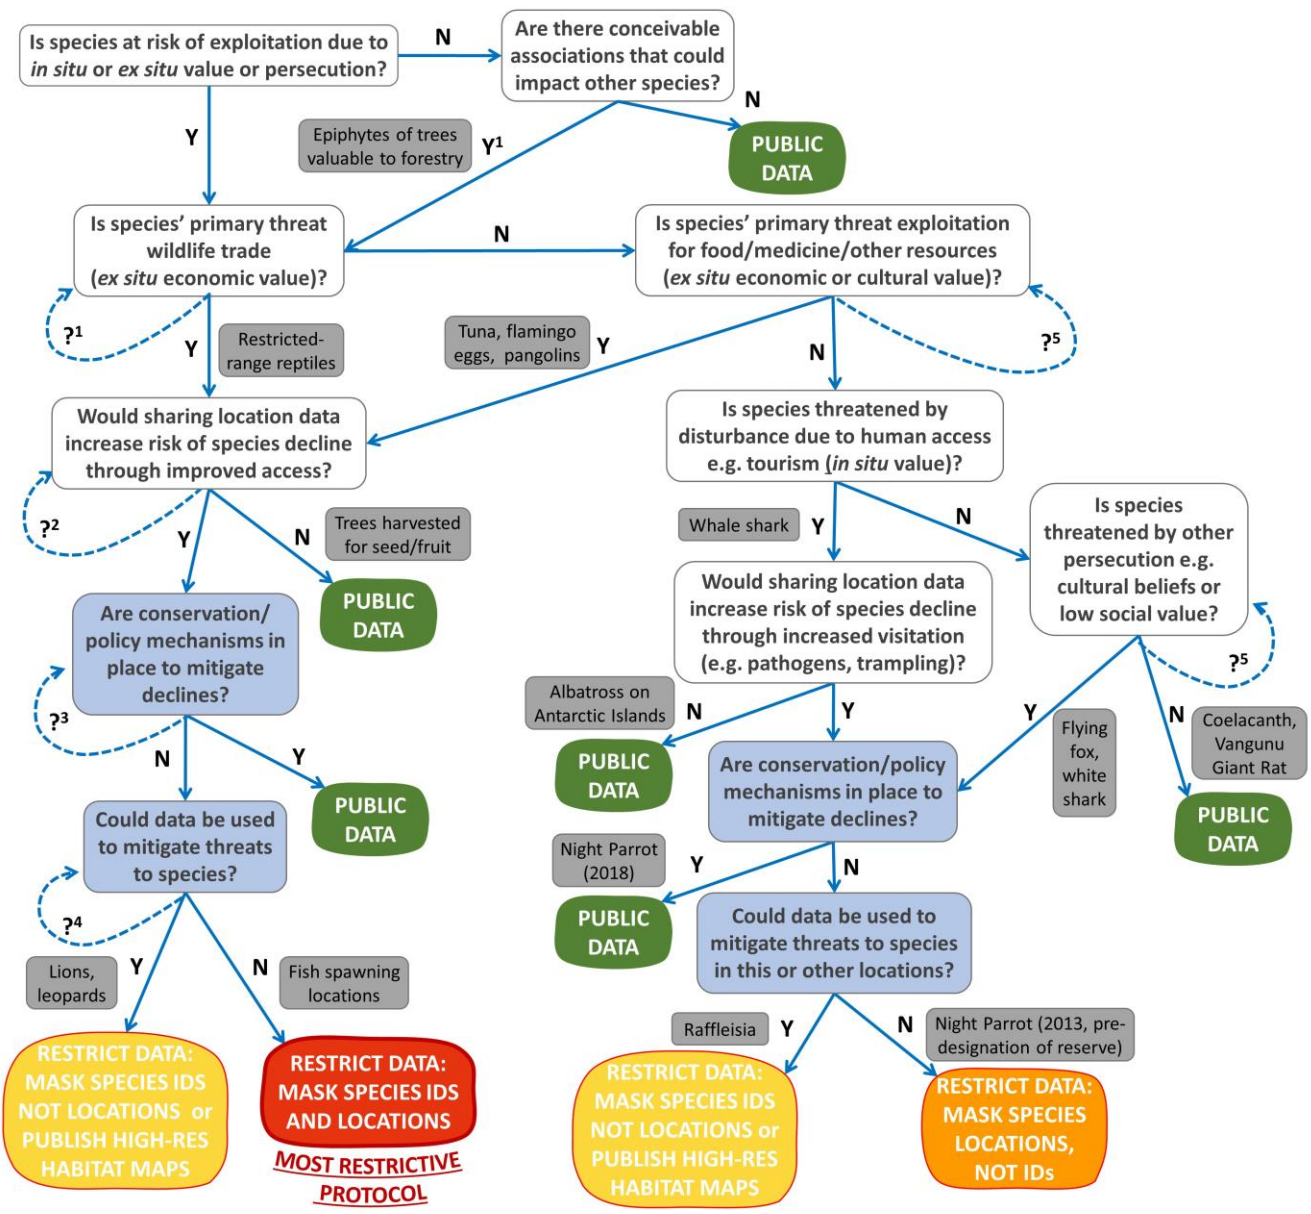 Is species at risk of exploitation due to
in situ or ex situ value or persecution?
N
Are there conceivable
associations that could
impact other species?
N
PUBLIC
DATA
Y
Epiphytes of trees
valuable to forestry
Y¹
Is species' primary threat
wildlife trade
(ex situ economic value)?
N
Is species' primary threat exploitation
for food/medicine/other resources
(ex situ economic or cultural value)?
?¹
Y
Restricted-
range reptiles
Tuna, flamingo
eggs, pangolins
Y
N
?⁵
Would sharing location data
increase risk of species decline
through improved access?
Is species threatened by
disturbance due to human access
e.g. tourism (in situ value)?
?²
Y
N
Trees harvested
for seed/fruit
PUBLIC
DATA
Whale shark
Y
N
Is species
threatened by other
persecution e.g.
cultural beliefs or
low social value?
?⁵
Are conservation/
policy mechanisms in
place to mitigate
declines?
Would sharing location data
increase risk of species decline
through increased visitation
(e.g. pathogens, trampling)?
?³
N
Y
PUBLIC
DATA
Albatross on
Antarctic Islands
N
Y
PUBLIC
DATA
Y
Flying
fox,
white
shark
N
Coelacanth,
Vangunu
Giant Rat
PUBLIC
DATA
Could data be used
to mitigate threats
to species?
Are conservation/policy
mechanisms in place to
mitigate declines?
?⁴
Night Parrot
(2018)
Y
N
PUBLIC
DATA
Could data be used to
mitigate threats to species
in this or other locations?
Lions,
leopards
Y
N
Fish spawning
locations
Raffleisia
Y
N
Night Parrot (2013, pre-
designation of reserve)
RESTRICT DATA:
MASK SPECIES IDS
NOT LOCATIONS or
PUBLISH HIGH-RES
HABITAT MAPS
RESTRICT DATA:
MASK SPECIES IDS
AND LOCATIONS
MOST RESTRICTIVE
PROTOCOL
RESTRICT DATA:
MASK SPECIES IDS
NOT LOCATIONS or
PUBLISH HIGH-RES
HABITAT MAPS
RESTRICT DATA:
MASK SPECIES
LOCATIONS,
NOT IDs